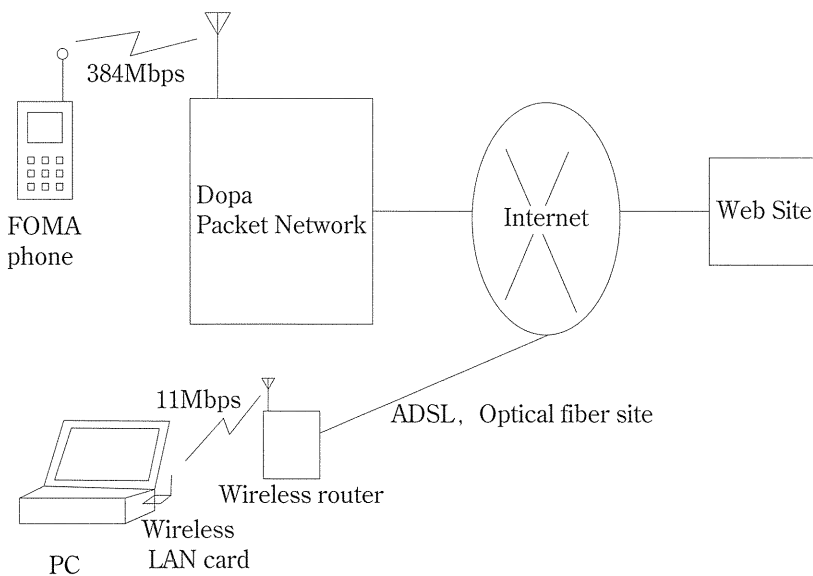 384Mbps
FOMA
phone
Dopa
Packet Network
Internet
Web Site
11Mbps
ADSL, Optical fiber site
Wireless router
Wireless
LAN card
PC